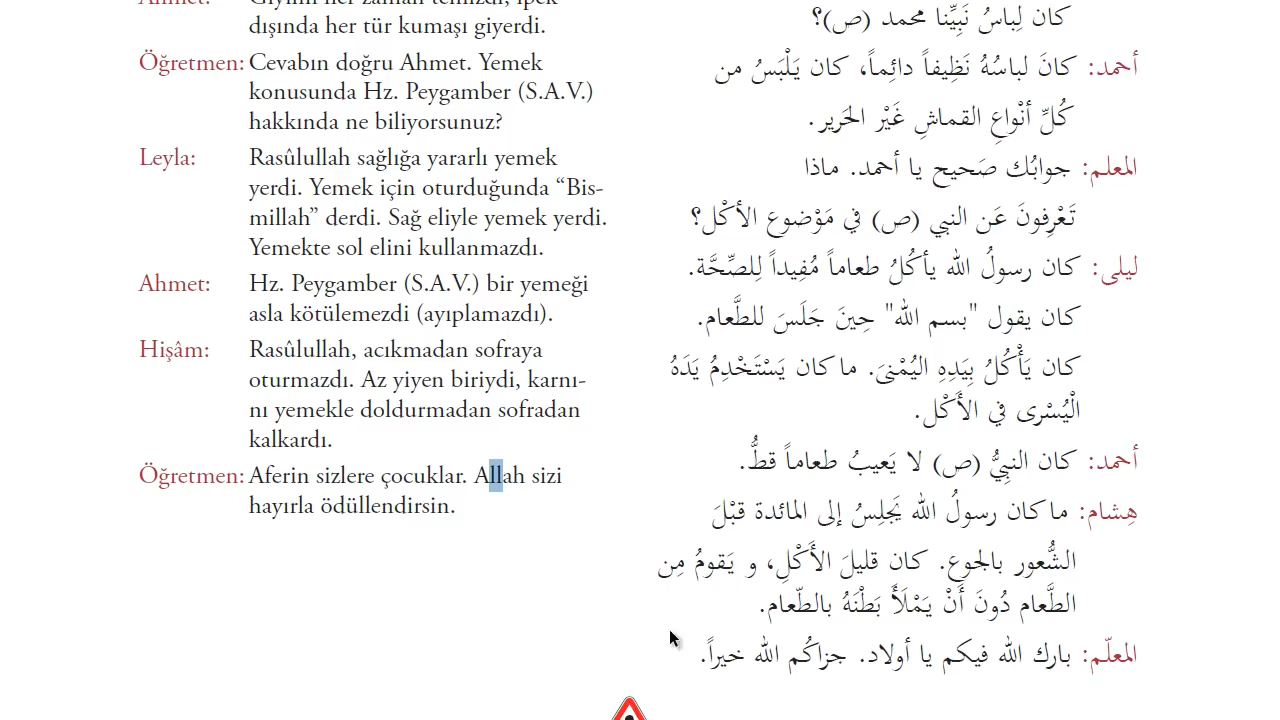 Ahmet: Giyimi her zaman temizdi, ipek
dışında her tür kumaşı giyerdi.
Öğretmen: Cevabın doğru Ahmet. Yemek
konusunda Hz. Peygamber (S.A.V.)
hakkında ne biliyorsunuz?
Leyla: Rasûlullah sağlığa yararlı yemek
yerdi. Yemek için oturduğunda “Bis-
millah” derdi. Sağ eliyle yemek yerdi.
Yemekte sol elini kullanmazdı.
Ahmet: Hz. Peygamber (S.A.V.) bir yemeği
asla kötülemezdi (ayıplamazdı).
Hişâm: Rasûlullah, acıkmadan sofraya
oturmazdı. Az yiyen biriydi, karnı-
nı yemekle doldurmadan sofradan
kalkardı.
Öğretmen: Aferin sizlere çocuklar. Allah sizi
hayırla ödüllendirsin.
كان لِباسُ نَبِيِّنا محمد (ص)؟
أحمد: كانَ لباسُهُ نَظِيفاً دائِماً، كان يَلْبَسُ من
كُلِّ أنْواعِ القماشِ غَيْر الحَرير.
المعلم: جوابُك صَحيح يا أحمد. ماذا
تَعْرِفونَ عَن النبي (ص) في مَوْضوع الأكْل؟
ليلى: كان رسولُ الله يأكُلُ طعاماً مُفِيداً لِلصِّحَّة.
كان يقول "بسم الله" حِينَ جَلَسَ للطَّعام.
كان يَأْكُلُ بِيَدِهِ اليُمْنىَ. ما كان يَسْتَخْدِمُ يَدَهُ
الْيُسْرى في الأَكْل.
أحمد: كان النبِيُّ (ص) لا يَعيبُ طعاماً قطُّ.
هِشام: ما كان رسولُ الله يَجلِسُ إلى المائدة قبْلَ
الشُّعور بالجوع. كان قليلَ الأَكْلِ، و يَقومُ مِن
الطَّعام دُونَ أَنْ يَمْلَأَ بَطْنَهُ بالطّعام.
المعلّم: بارك الله فيكم يا أولاد. جزاكُم الله خيراً.